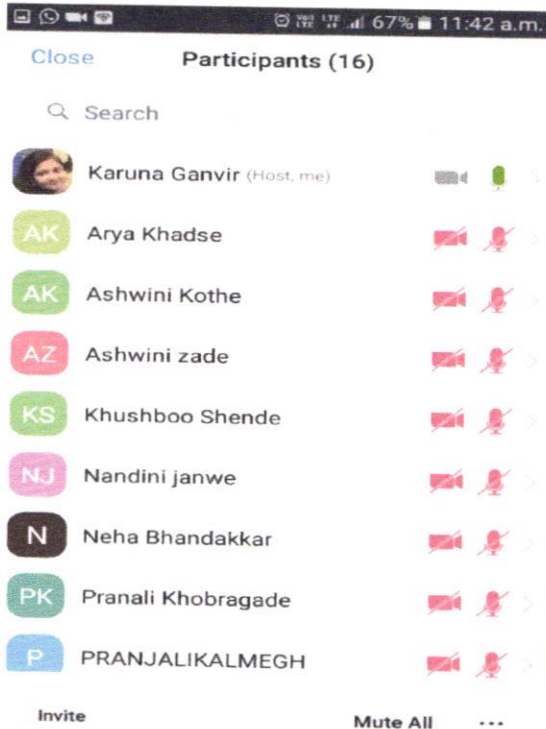 67% 11:42 a.m.
Close Participants (16)
Search
Karuna Ganvir (Host, me)
AK Arya Khadse
AK Ashwini Kothe
AZ Ashwini zade
KS Khushboo Shende
NJ Nandini janwe
N Neha Bhandakkar
PK Pranali Khobragade
P PRANJALIKALMEGH
Invite Mute All ...